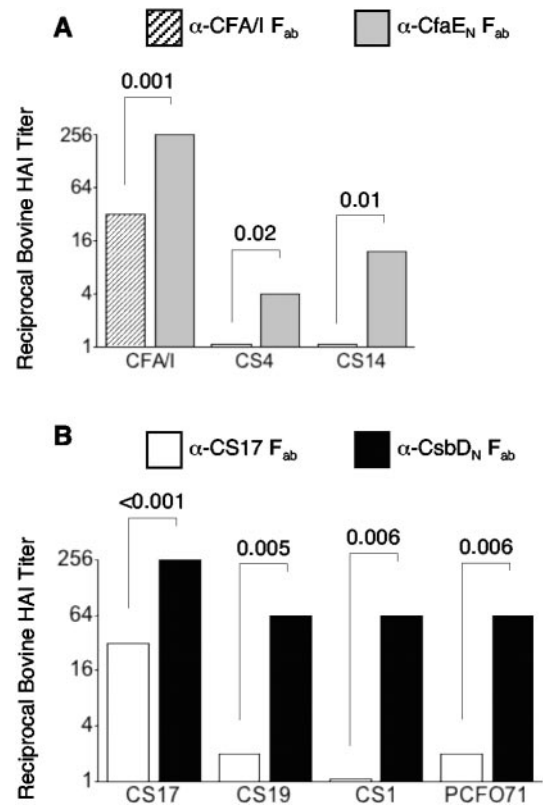 A
α-CFA/I Fab
α-CfaEN Fab
Reciprocal Bovine HAI Titer
256
64
16
4
1
0.001
0.02
0.01
CFA/I
CS4
CS14
B
α-CS17 Fab
α-CsbDN Fab
Reciprocal Bovine HAI Titer
256
64
16
4
1
<0.001
0.005
0.006
0.006
CS17
CS19
CS1
PCFO71